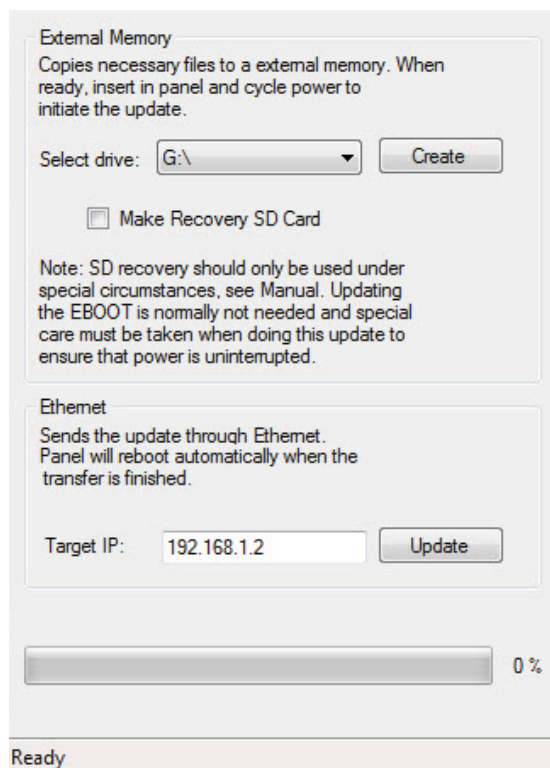 External Memory
Copies necessary files to a external memory. When
ready, insert in panel and cycle power to
initiate the update.
Select drive: G:\ Create
Make Recovery SD Card
Note: SD recovery should only be used under
special circumstances, see Manual. Updating
the EBOOT is normally not needed and special
care must be taken when doing this update to
ensure that power is uninterrupted.
Ethernet
Sends the update through Ethernet.
Panel will reboot automatically when the
transfer is finished.
Target IP: 192.168.1.2 Update
0 %
Ready